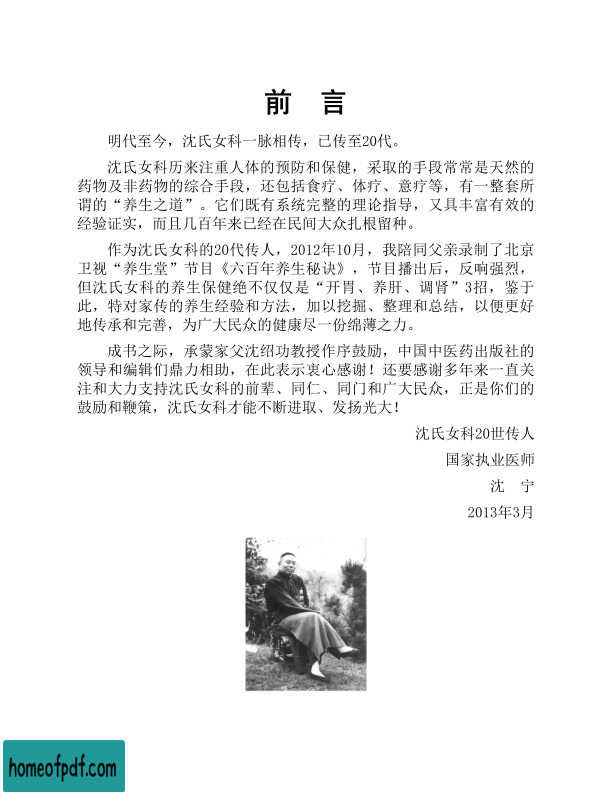 前 言
明代至今，沈氏女科一脉相传，已传至20代。
沈氏女科历来注重人体的预防和保健，采取的手段常常是天然的
药物及非药物的综合手段，还包括食疗、体疗、意疗等，有一整套所
谓的“养生之道”。它们既有系统完整的理论指导，又具丰富有效的
经验证实，而且几百年来已经在民间大众扎根留种。
作为沈氏女科的20代传人，2012年10月，我陪同父亲录制了北京
卫视“养生堂”节目《六百年养生秘诀》，节目播出后，反响强烈，
但沈氏女科的养生保健绝不仅仅是“开胃、养肝、调肾”3招，鉴于
此，特对家传的养生经验和方法，加以挖掘、整理和总结，以便更好
地传承和完善，为广大民众的健康尽一份绵薄之力。
成书之际，承蒙家父沈绍功教授作序鼓励，中国中医药出版社的
领导和编辑们鼎力相助，在此表示衷心感谢！还要感谢多年来一直关
注和大力支持沈氏女科的前辈、同仁、同门和广大民众，正是你们的
鼓励和鞭策，沈氏女科才能不断进取、发扬光大！
沈氏女科20世传人
国家执业医师
沈 宁
2013年3月
homeofpdf.com